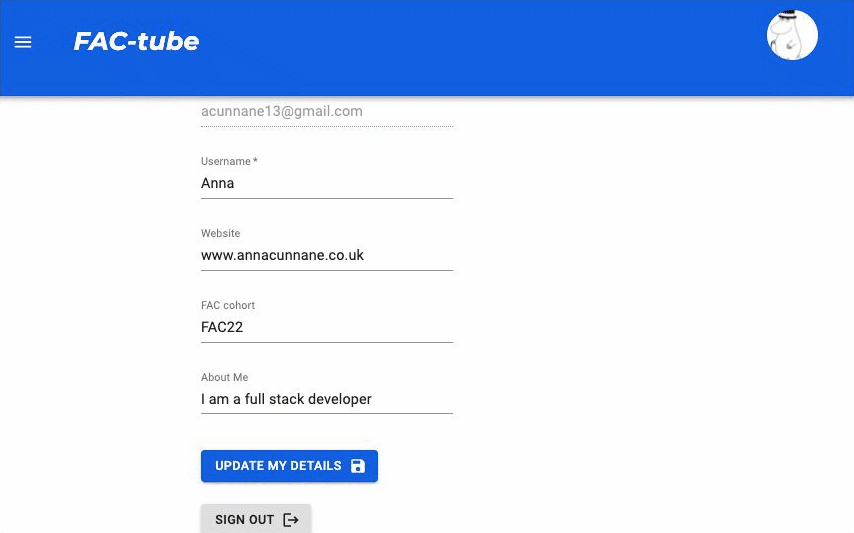 FAC-tube
acunnane13@gmail.com
Username *
Anna
Website
www.annacunnane.co.uk
FAC cohort
FAC22
About Me
I am a full stack developer
UPDATE MY DETAILS
SIGN OUT